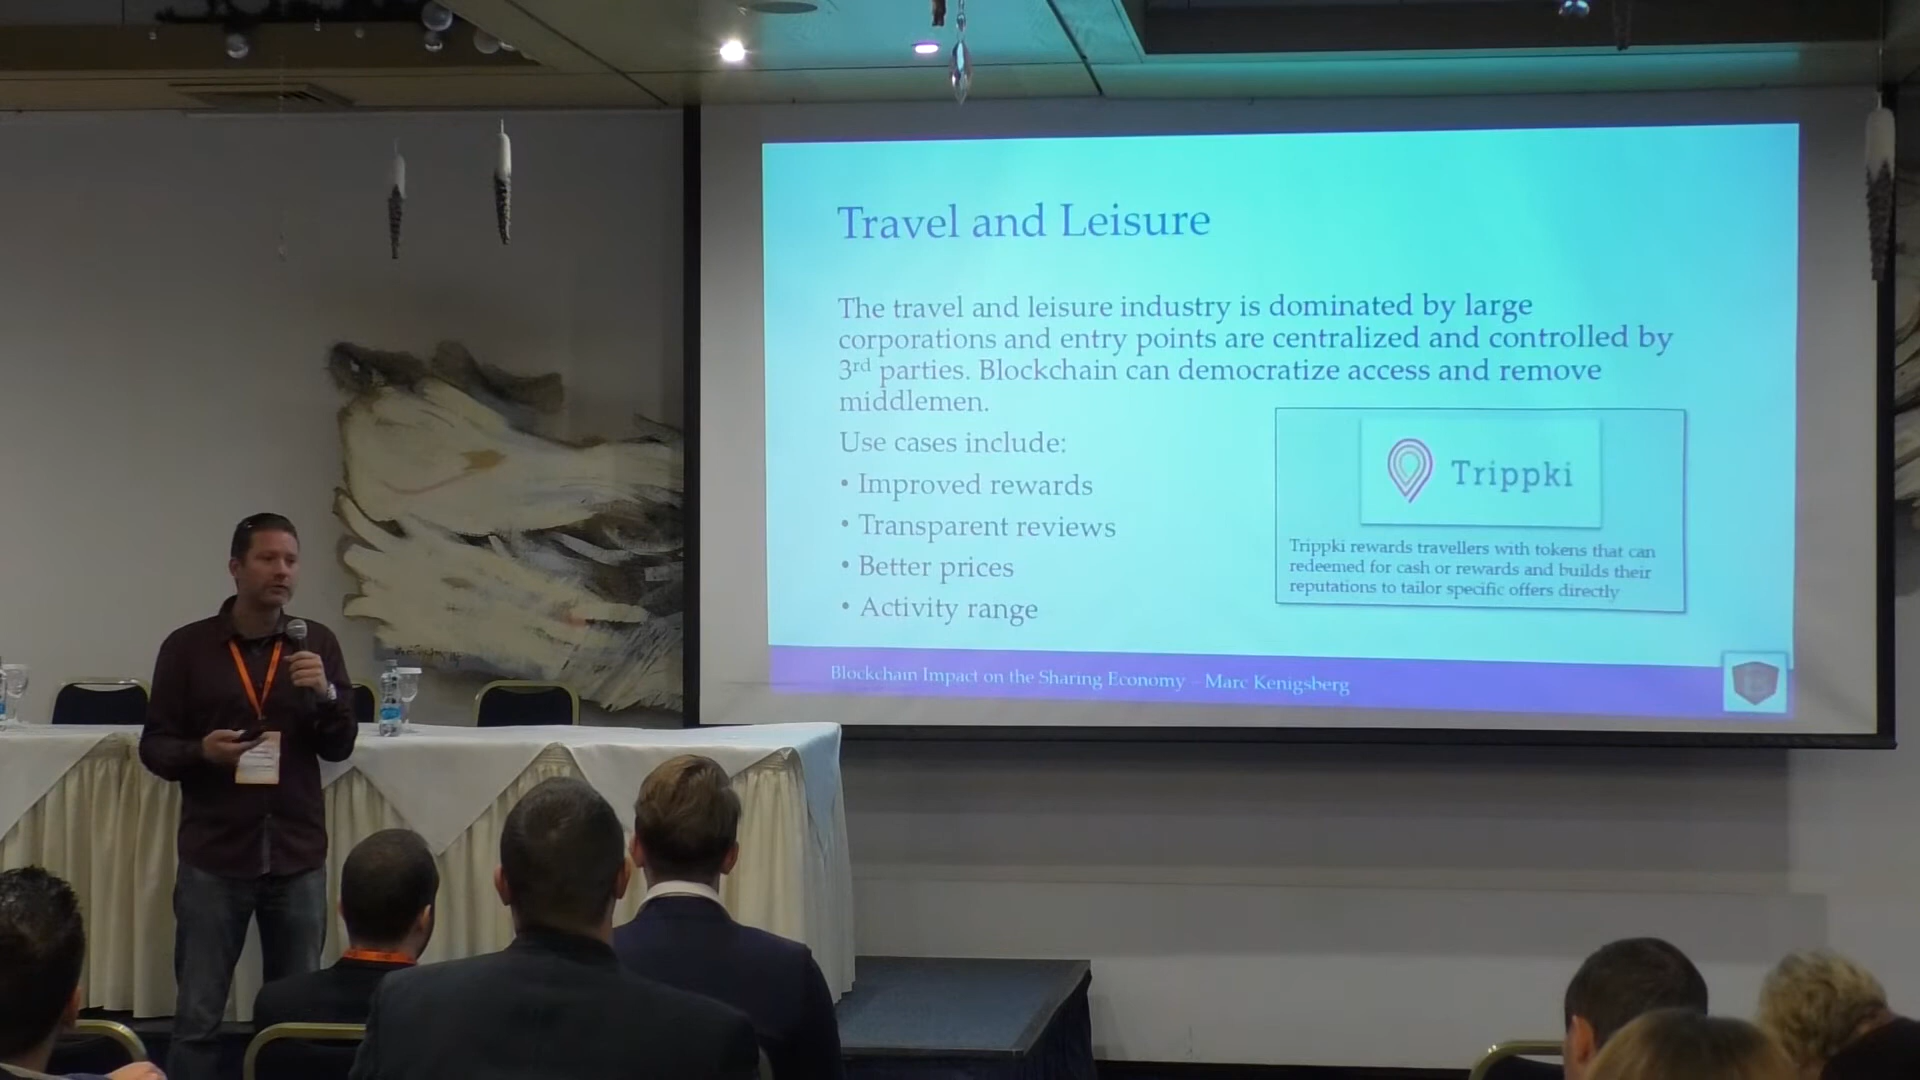 Travel and Leisure
The travel and leisure industry is dominated by large
corporations and entry points are centralized and controlled by
3rd parties. Blockchain can democratize access and remove
middlemen.
Use cases include:
• Improved rewards
• Transparent reviews
• Better prices
• Activity range
Trippki
Trippki rewards travellers with tokens that can
redeemed for cash or rewards and builds their
reputations to tailor specific offers directly
Blockchain Impact on the Sharing Economy – Marc Kenigsberg